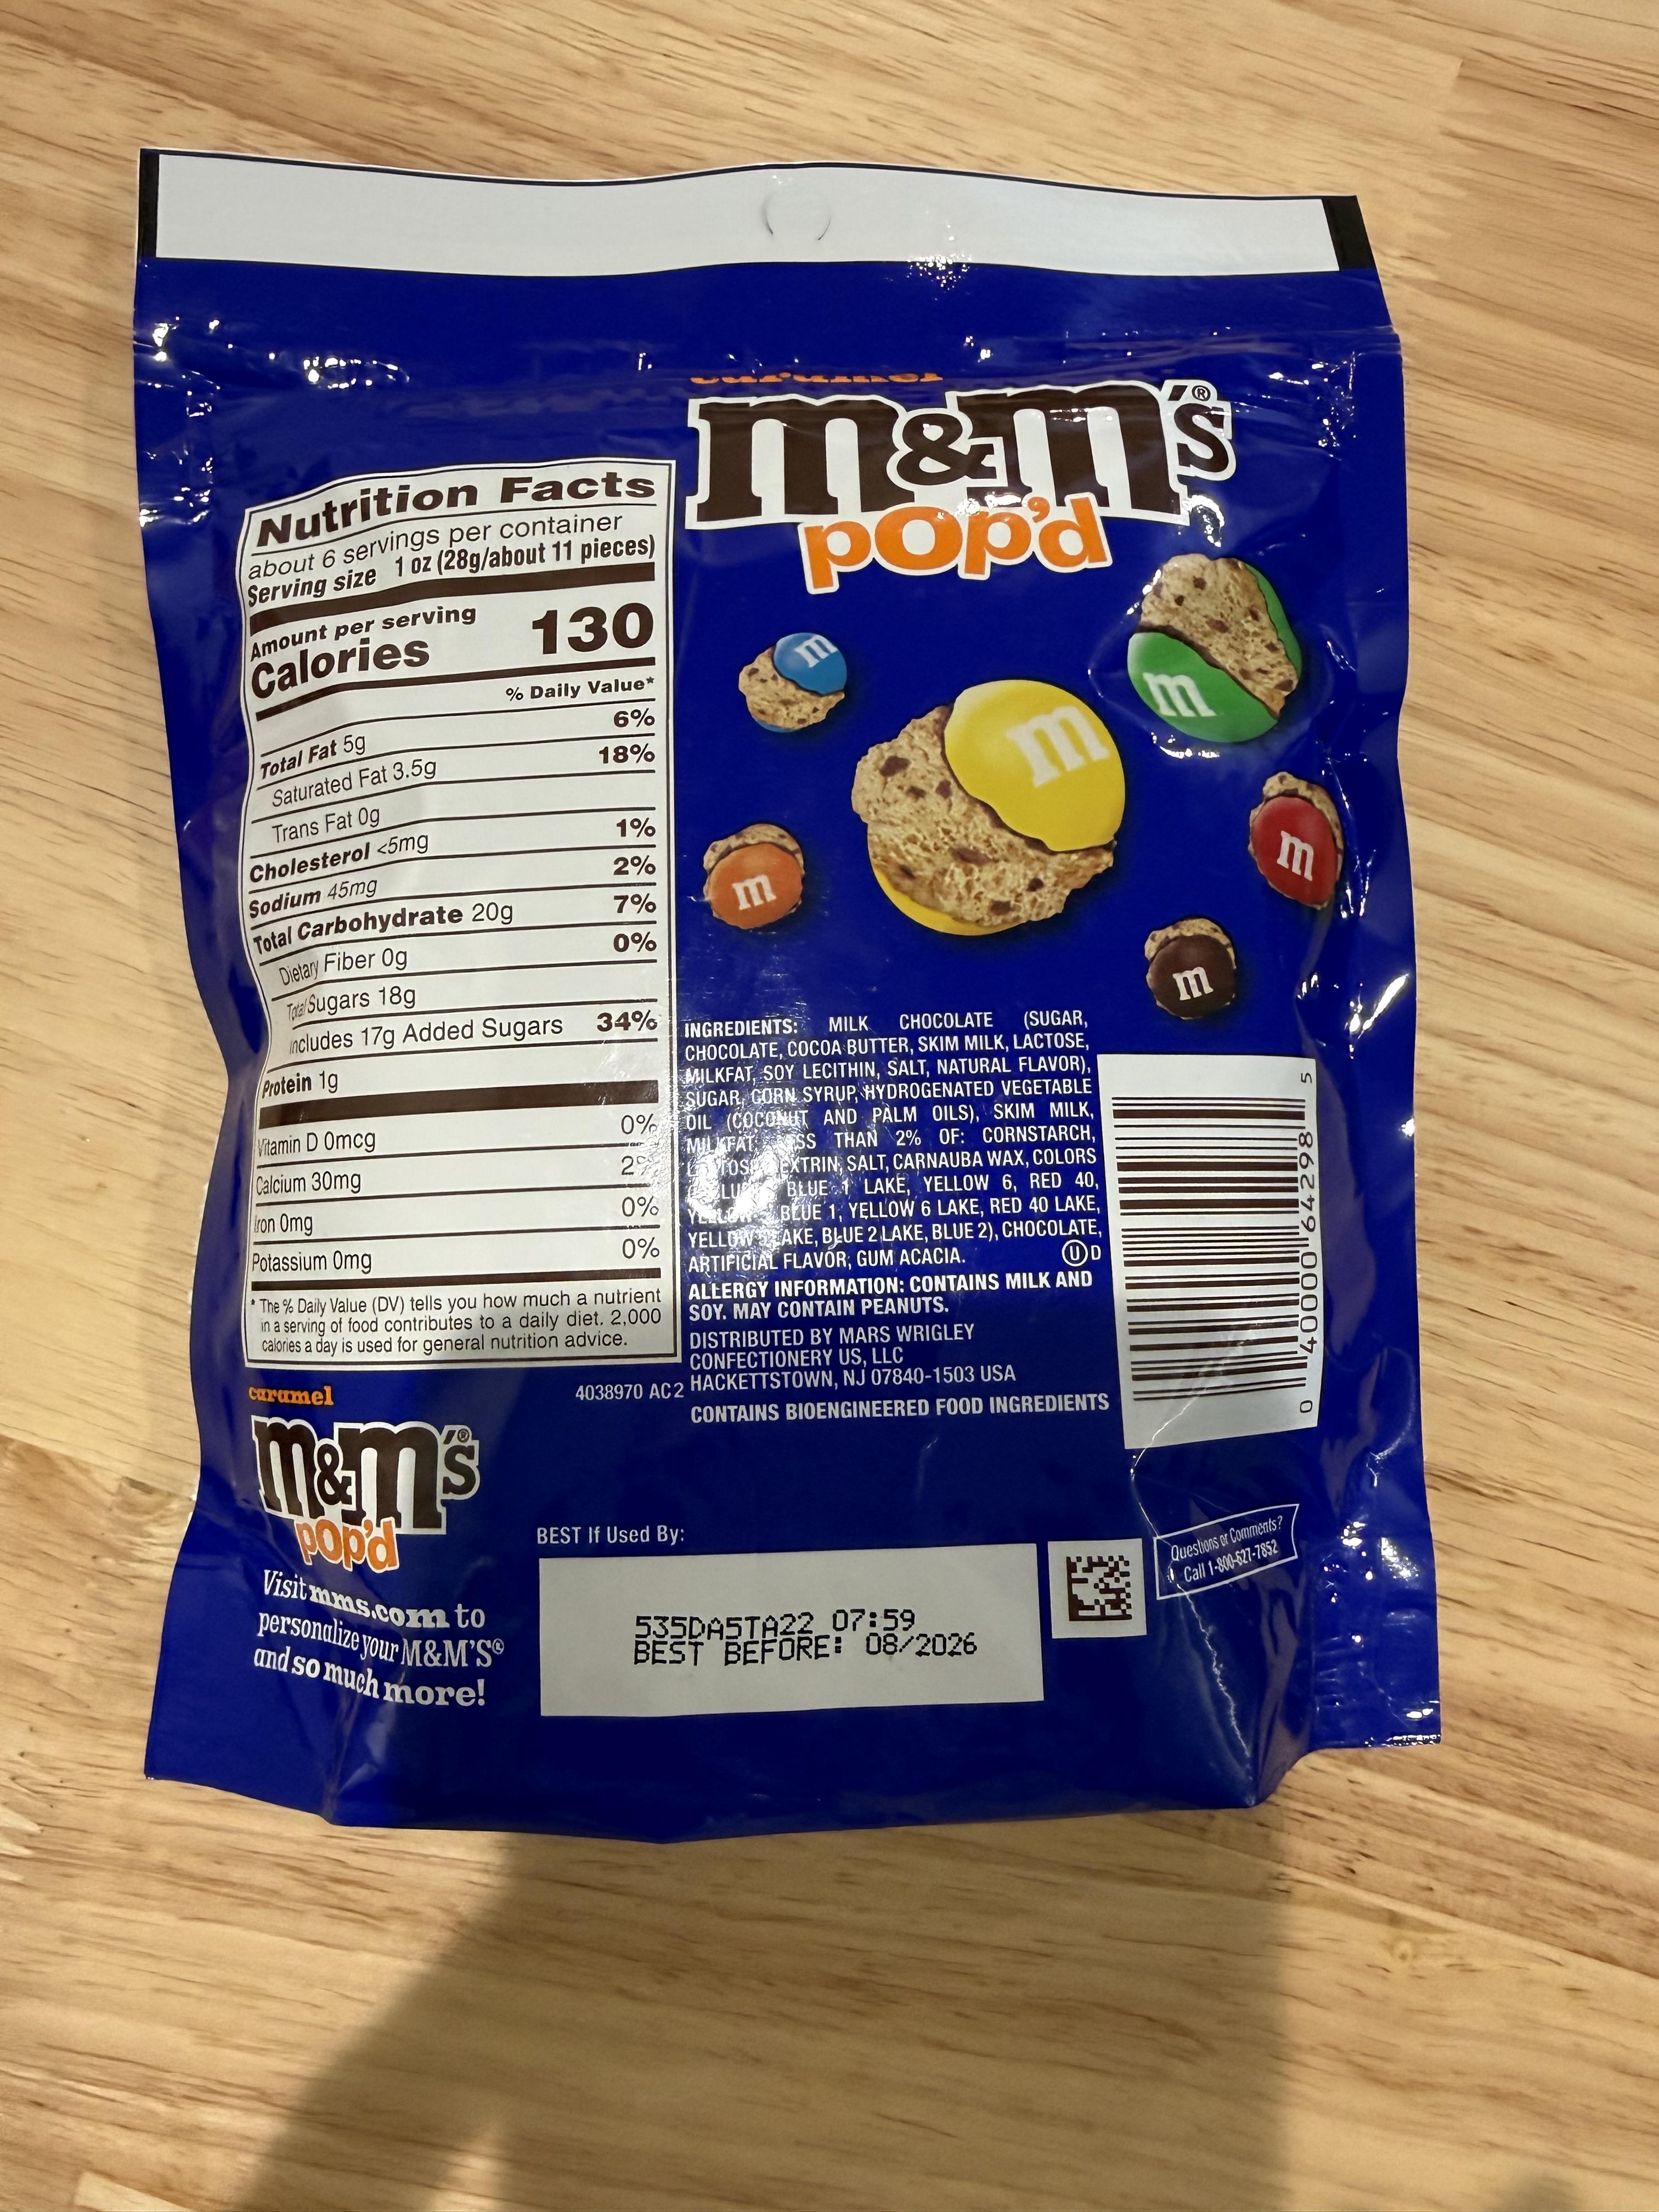 caramel
m&m's®
pop'd
Nutrition Facts
about 6 servings per container
Serving size 1 oz (28g/about 11 pieces)
Amount per serving
Calories 130
% Daily Value*
Total Fat 5g 6%
Saturated Fat 3.5g 18%
Trans Fat 0g
Cholesterol <5mg 1%
Sodium 45mg 2%
Total Carbohydrate 20g 7%
Dietary Fiber 0g 0%
Total Sugars 18g
Includes 17g Added Sugars 34%
Protein 1g
Vitamin D 0mcg 0%
Calcium 30mg
Iron 0mg 0%
Potassium 0mg 0%
* The % Daily Value (DV) tells you how much a nutrient
in a serving of food contributes to a daily diet. 2,000
calories a day is used for general nutrition advice.
m
m
m
m
m
m
INGREDIENTS: MILK CHOCOLATE (SUGAR,
CHOCOLATE, COCOA BUTTER, SKIM MILK, LACTOSE,
MILKFAT, SOY LECITHIN, SALT, NATURAL FLAVOR),
SUGAR, CORN SYRUP, HYDROGENATED VEGETABLE
OIL (COCONUT AND PALM OILS), SKIM MILK,
MILKFAT, THAN 2% OF: CORNSTARCH,
SALT, CARNAUBA WAX, COLORS
BLUE 1 LAKE, YELLOW 6, RED 40,
YELLOW BLUE 1, YELLOW 6 LAKE, RED 40 LAKE,
YELLOW LAKE, BLUE 2 LAKE, BLUE 2), CHOCOLATE,
ARTIFICIAL FLAVOR, GUM ACACIA.
U D
ALLERGY INFORMATION: CONTAINS MILK AND
SOY. MAY CONTAIN PEANUTS.
DISTRIBUTED BY MARS WRIGLEY
CONFECTIONERY US, LLC
HACKETTSTOWN, NJ 07840-1503 USA
CONTAINS BIOENGINEERED FOOD INGREDIENTS
4038970 AC2
0 40000 64298 5
caramel
m&m's®
pop'd
Visit mms.com to
personalize your M&M'S®
and so much more!
BEST If Used By:
535DA5TA22 07:59
BEST BEFORE: 08/2026
Questions or Comments?
Call 1-800-627-7852